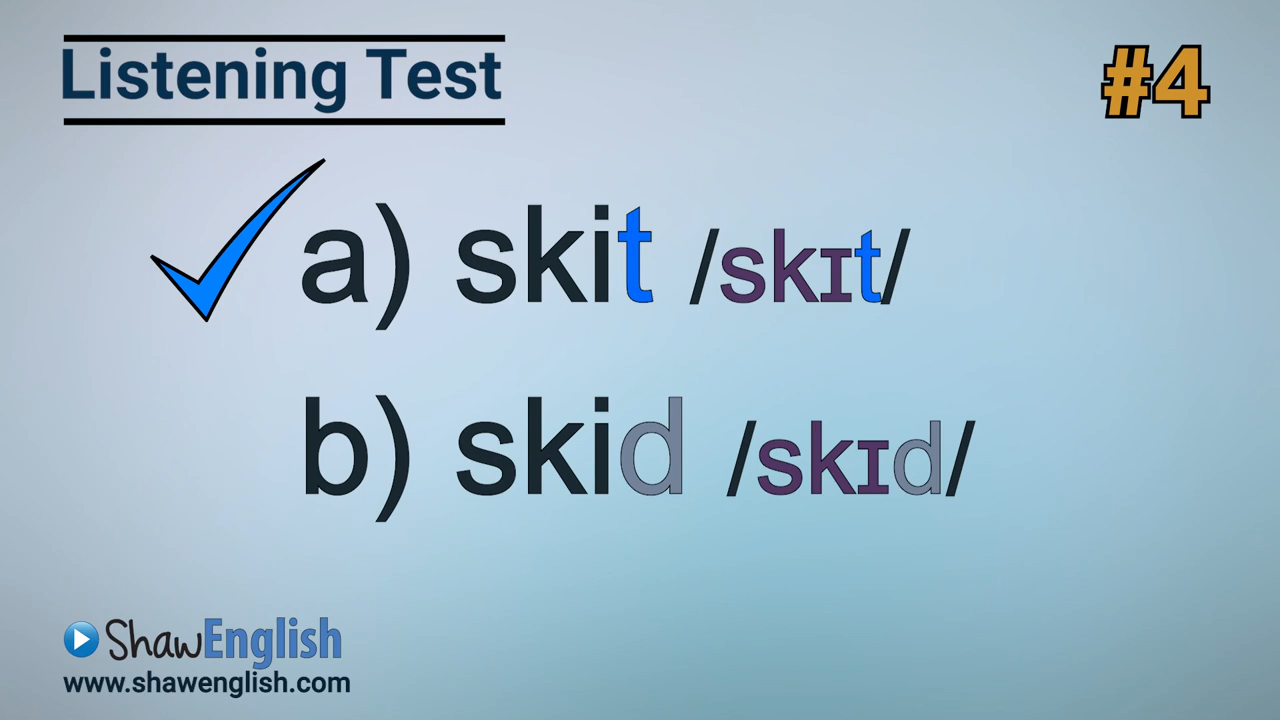 Listening Test
#4
a) skit /skɪt/
b) skid /skɪd/
ShawEnglish
www.shawenglish.com